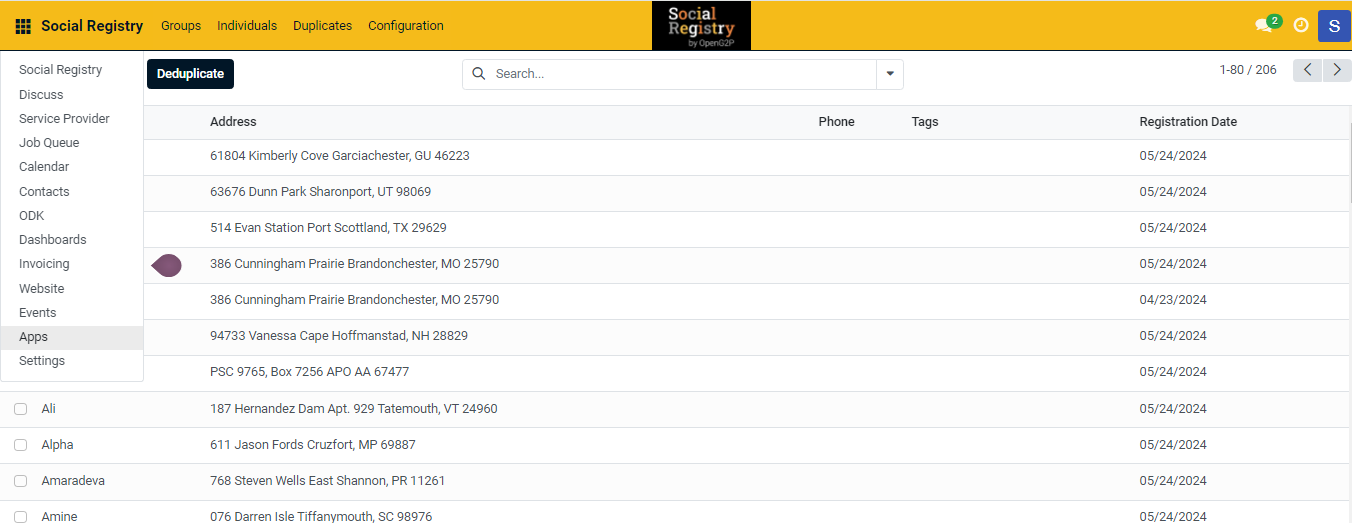 Social Registry Groups Individuals Duplicates Configuration
Social
Registry
by OpenG2P
2
S
Social Registry
Discuss
Service Provider
Job Queue
Calendar
Contacts
ODK
Dashboards
Invoicing
Website
Events
Apps
Settings
Deduplicate
Search...
1-80 / 206
Address Phone Tags Registration Date
61804 Kimberly Cove Garciachester, GU 46223 05/24/2024
63676 Dunn Park Sharonport, UT 98069 05/24/2024
514 Evan Station Port Scottland, TX 29629 05/24/2024
386 Cunningham Prairie Brandonchester, MO 25790 05/24/2024
386 Cunningham Prairie Brandonchester, MO 25790 04/23/2024
94733 Vanessa Cape Hoffmanstad, NH 28829 05/24/2024
PSC 9765, Box 7256 APO AA 67477 05/24/2024
Ali 187 Hernandez Dam Apt. 929 Tatemouth, VT 24960 05/24/2024
Alpha 611 Jason Fords Cruzfort, MP 69887 05/24/2024
Amaradeva 768 Steven Wells East Shannon, PR 11261 05/24/2024
Amine 076 Darren Isle Tiffanymouth, SC 98976 05/24/2024